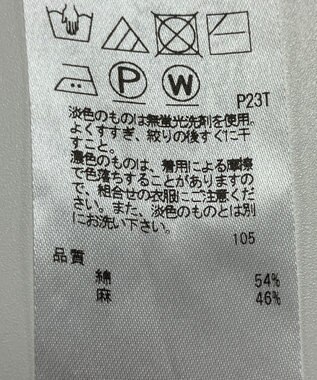 P
W
P23T
淡色のものは無蛍光洗剤を使用。
よくすすぎ、絞りの後すぐに干
すこと。
濃色のものは、着用による摩擦
で色落ちすることがありますの
で、組合せの衣服にご注意くだ
さい。また、淡色のものとは別
にお洗い下さい。
105
品質
綿 54%
麻 46%